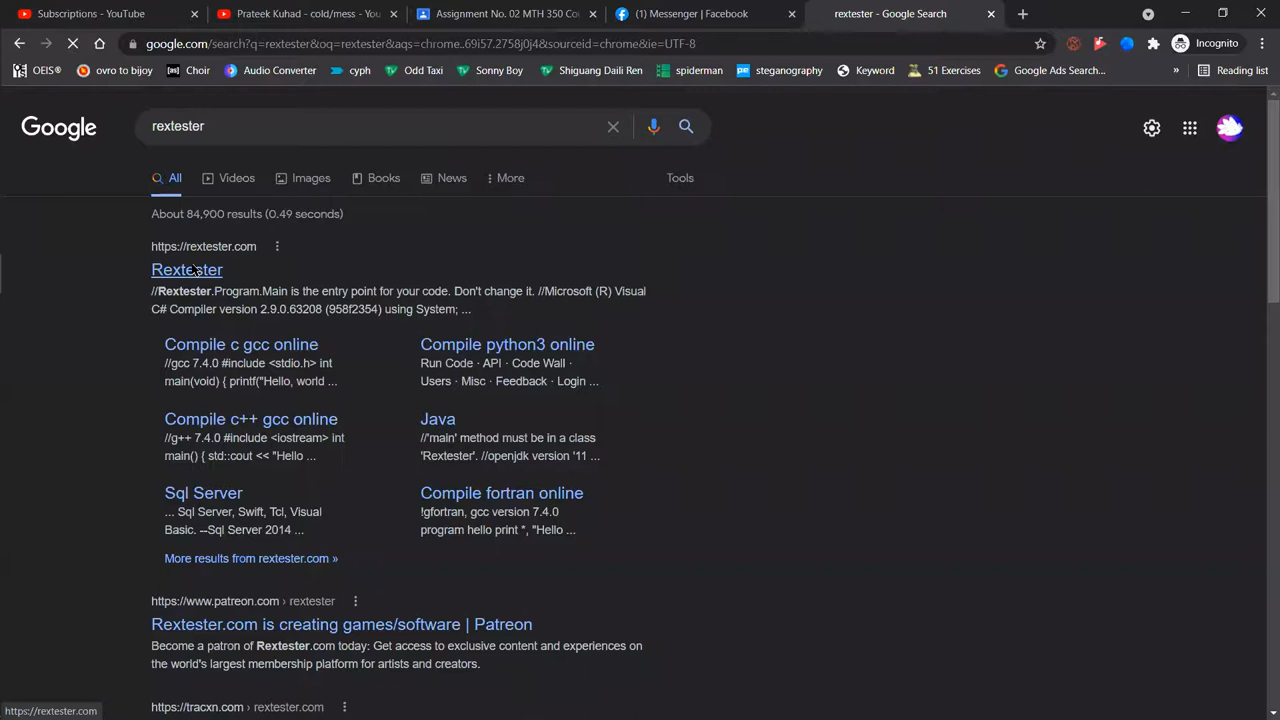 Subscriptions - YouTube
Prateek Kuhad - cold/mess - You
Assignment No. 02 MTH 350 Co
(1) Messenger | Facebook
rextester - Google Search
google.com/search?q=rextester&oq=rextester&aqs=chrome..69i57.2758j0j4&sourceid=chrome&ie=UTF-8
Incognito
OEIS®
ovro to bijoy
[as] Choir
Audio Converter
cyph
Odd Taxi
Sonny Boy
Shiguang Daili Ren
spiderman
pe steganography
Keyword
51 Exercises
Google Ads Search...
»
Reading list
Google
rextester
All
Videos
Images
Books
News
More
Tools
About 84,900 results (0.49 seconds)
https://rextester.com
Rextester
//Rextester.Program.Main is the entry point for your code. Don't change it. //Microsoft (R) Visual
C# Compiler version 2.9.0.63208 (958f2354) using System; ...
Compile c gcc online
//gcc 7.4.0 #include <stdio.h> int
main(void) { printf("Hello, world ...
Compile python3 online
Run Code · API · Code Wall ·
Users · Misc · Feedback · Login ...
Compile c++ gcc online
//g++ 7.4.0 #include <iostream> int
main() { std::cout << "Hello ...
Java
//'main' method must be in a class
'Rextester'. //openjdk version '11 ...
Sql Server
... Sql Server, Swift, Tcl, Visual
Basic. --Sql Server 2014 ...
Compile fortran online
!gfortran, gcc version 7.4.0
program hello print *, "Hello ...
More results from rextester.com »
https://www.patreon.com › rextester
Rextester.com is creating games/software | Patreon
Become a patron of Rextester.com today: Get access to exclusive content and experiences on
the world's largest membership platform for artists and creators.
https://tracxn.com › rextester.com
https://rextester.com